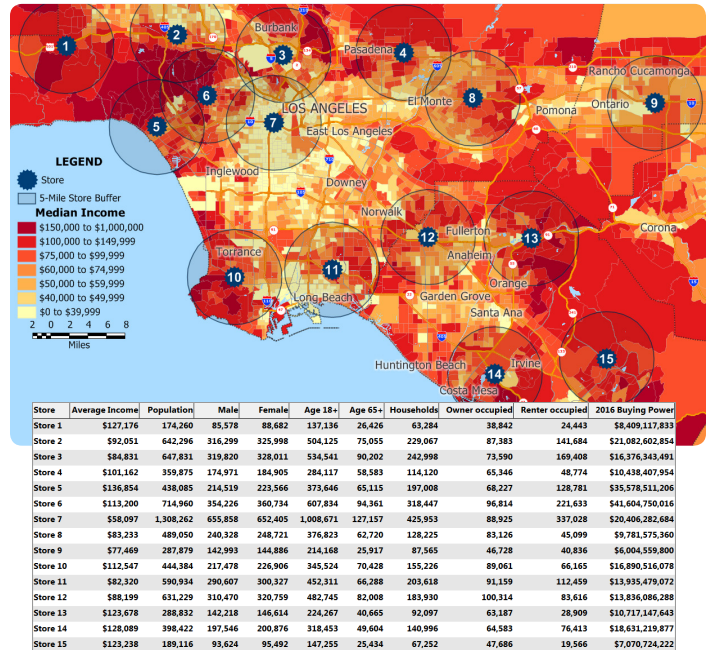 Burbank
Pasadena
Rancho Cucamonga
El Monte
LOS ANGELES
Pomona
Ontario
East Los Angeles
Inglewood
Downey
Norwalk
Fullerton
Corona
Torrance
Anaheim
Orange
Long Beach
Garden Grove
Santa Ana
Huntington Beach
Irvine
Costa Mesa
1
2
3
4
5
6
7
8
9
10
11
12
13
14
15
LEGEND
Store
5-Mile Store Buffer
Median Income
$150,000 to $1,000,000
$100,000 to $149,999
$75,000 to $99,999
$60,000 to $74,999
$50,000 to $59,999
$40,000 to $49,999
$0 to $39,999
2 0 2 4 6 8
Miles
Store Average Income Population Male Female Age 18+ Age 65+ Households Owner occupied Renter occupied 2016 Buying Power
Store 1 $127,176 174,260 85,578 88,682 137,136 26,426 63,284 38,842 24,443 $8,409,117,833
Store 2 $92,051 642,296 316,299 325,998 504,125 75,055 229,067 87,383 141,684 $21,082,602,854
Store 3 $84,831 647,831 319,820 328,011 534,541 90,202 242,998 73,590 169,408 $16,376,343,491
Store 4 $101,162 359,875 174,971 184,905 284,117 58,583 114,120 65,346 48,774 $10,438,407,954
Store 5 $136,854 438,085 214,519 223,566 373,646 65,115 197,008 68,227 128,781 $35,578,511,206
Store 6 $113,200 714,960 354,226 360,734 607,834 94,361 318,447 96,814 221,633 $41,604,750,016
Store 7 $58,097 1,308,262 655,858 652,405 1,008,671 127,157 425,953 88,925 337,028 $20,406,282,684
Store 8 $83,233 489,050 240,328 248,721 376,823 62,720 128,225 83,126 45,099 $9,781,575,360
Store 9 $77,469 287,879 142,993 144,886 214,168 25,917 87,565 46,728 40,836 $6,004,559,800
Store 10 $112,547 444,384 217,478 226,906 345,524 70,428 155,226 89,061 66,165 $16,890,516,078
Store 11 $82,320 590,934 290,607 300,327 452,311 66,288 203,618 91,159 112,459 $13,935,479,072
Store 12 $88,199 631,229 310,470 320,759 482,745 82,008 183,930 100,314 83,616 $13,836,086,288
Store 13 $123,678 288,832 142,218 146,614 224,267 40,665 92,097 63,187 28,909 $10,717,147,643
Store 14 $128,089 398,422 197,546 200,876 318,453 49,604 140,996 64,583 76,413 $18,631,219,877
Store 15 $123,238 189,116 93,624 95,492 147,255 25,434 67,252 47,686 19,566 $7,070,724,222